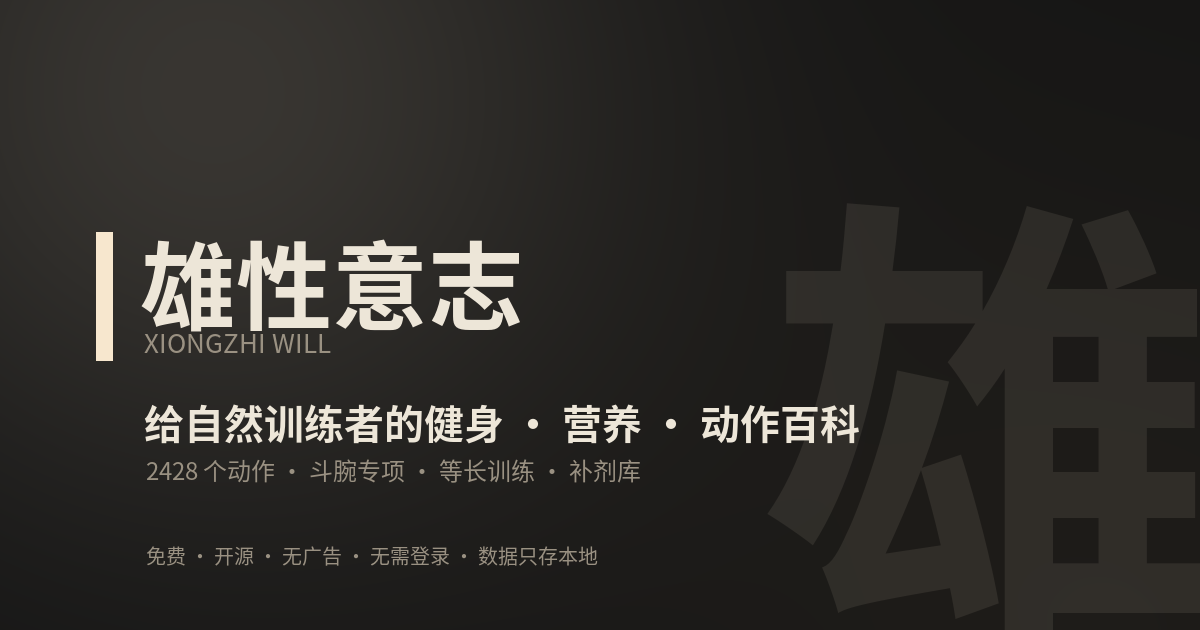 雄性意志
XIONGZHI WILL
给自然训练者的健身 · 营养 · 动作百科
2428 个动作 · 斗腕专项 · 等长训练 · 补剂库
免费 · 开源 · 无广告 · 无需登录 · 数据只存本地
雄